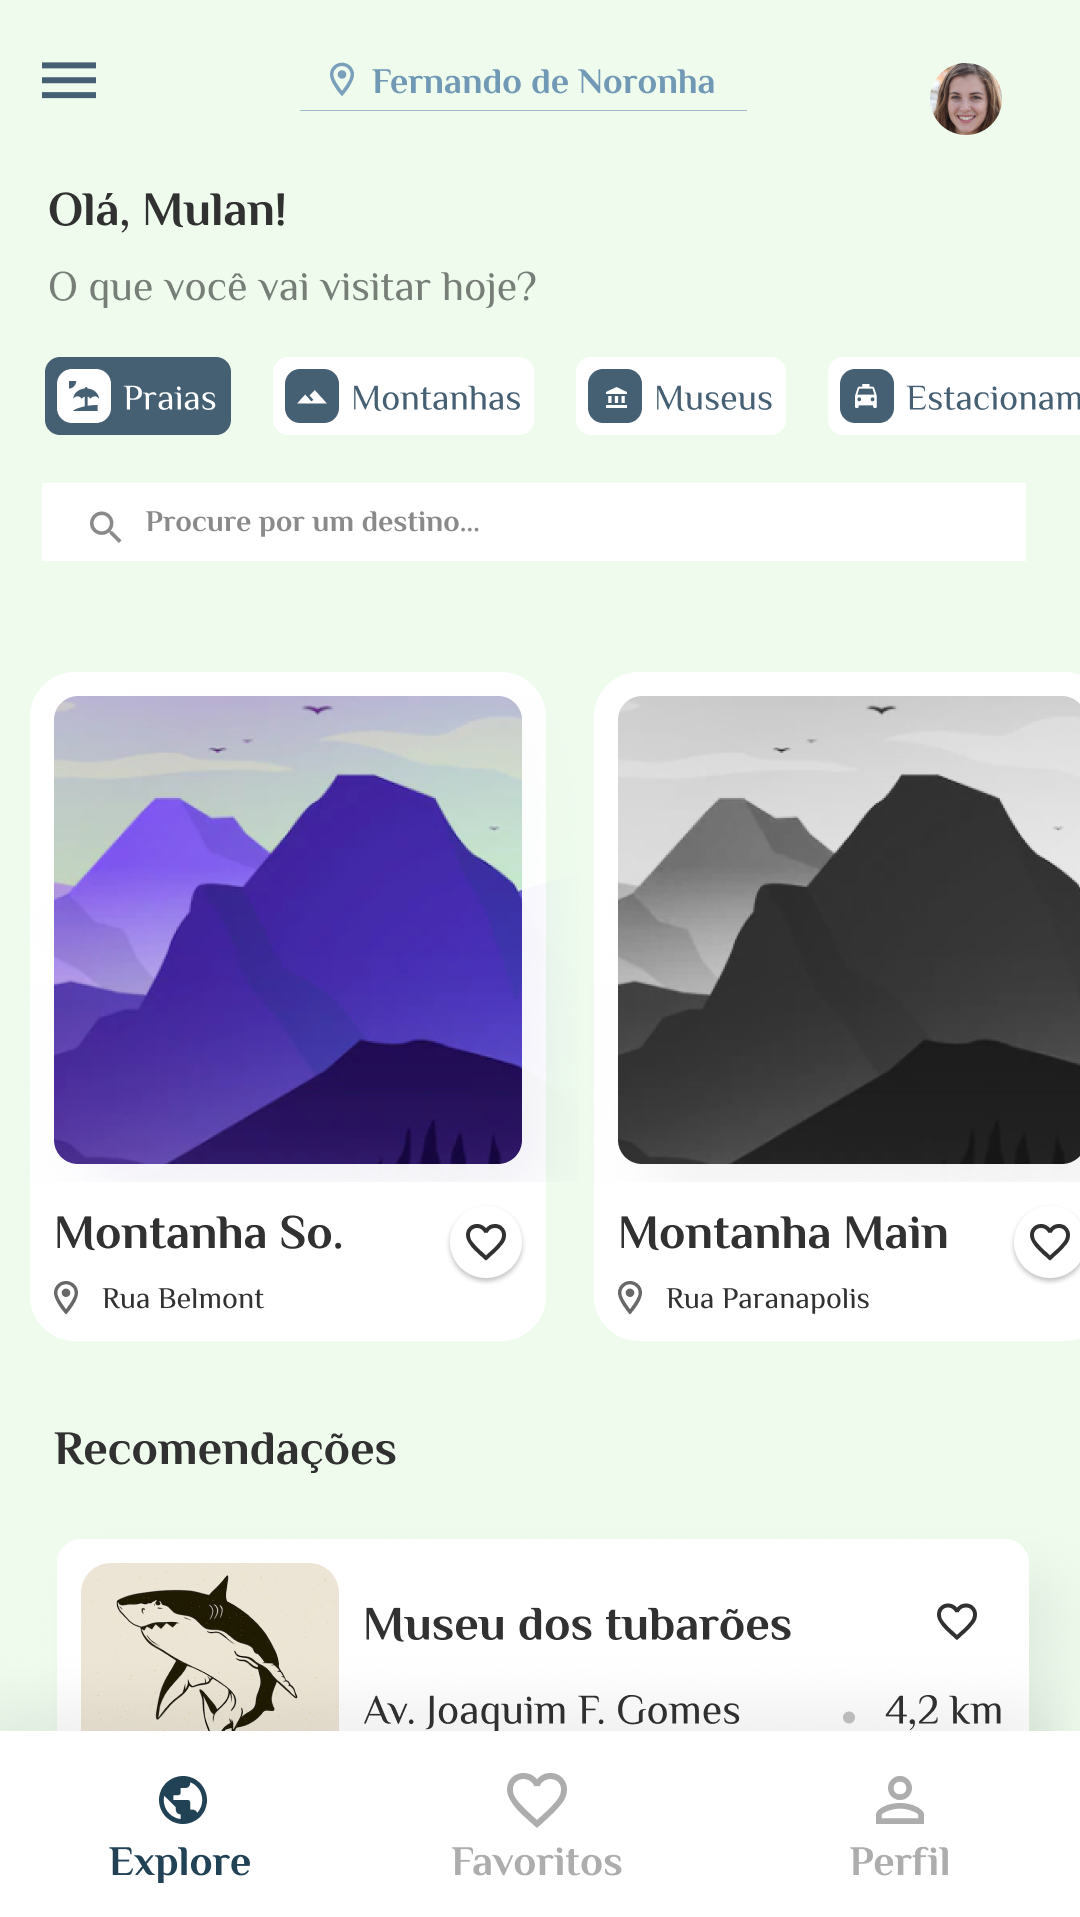 Fernando de Noronha
Olá, Mulan!
O que você vai visitar hoje?
Praias
Montanhas
Museus
Estacionam
Procure por um destino...
Montanha So.
Rua Belmont
Montanha Main
Rua Paranapolis
Recomendações
Museu dos tubarões
Av. Joaquim F. Gomes
4,2 km
Explore
Favoritos
Perfil